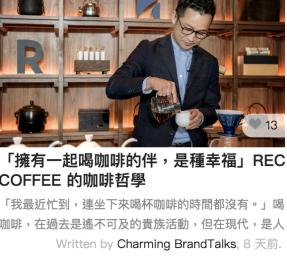 R
13
「擁有一起喝咖啡的伴，是種幸福」REC
COFFEE 的咖啡哲學
「我最近忙到，連坐下來喝杯咖啡的時間都沒有。」喝
咖啡，在過去是遙不可及的貴族活動，但在現代，是人
Written by Charming BrandTalks, 8 天前.